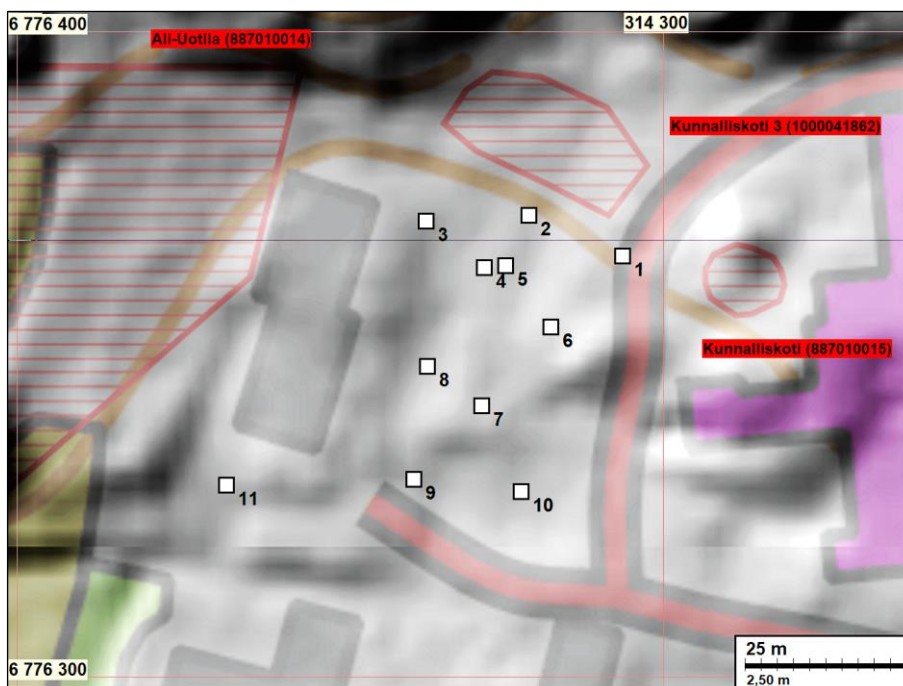 6 776 400
314 300
Ali-Uotila (887010014)
Kunnalliskoti 3 (1000041862)
3
2
1
4
5
6
Kunnalliskoti (887010015)
8
7
11
9
10
6 776 300
25 m
2,50 m